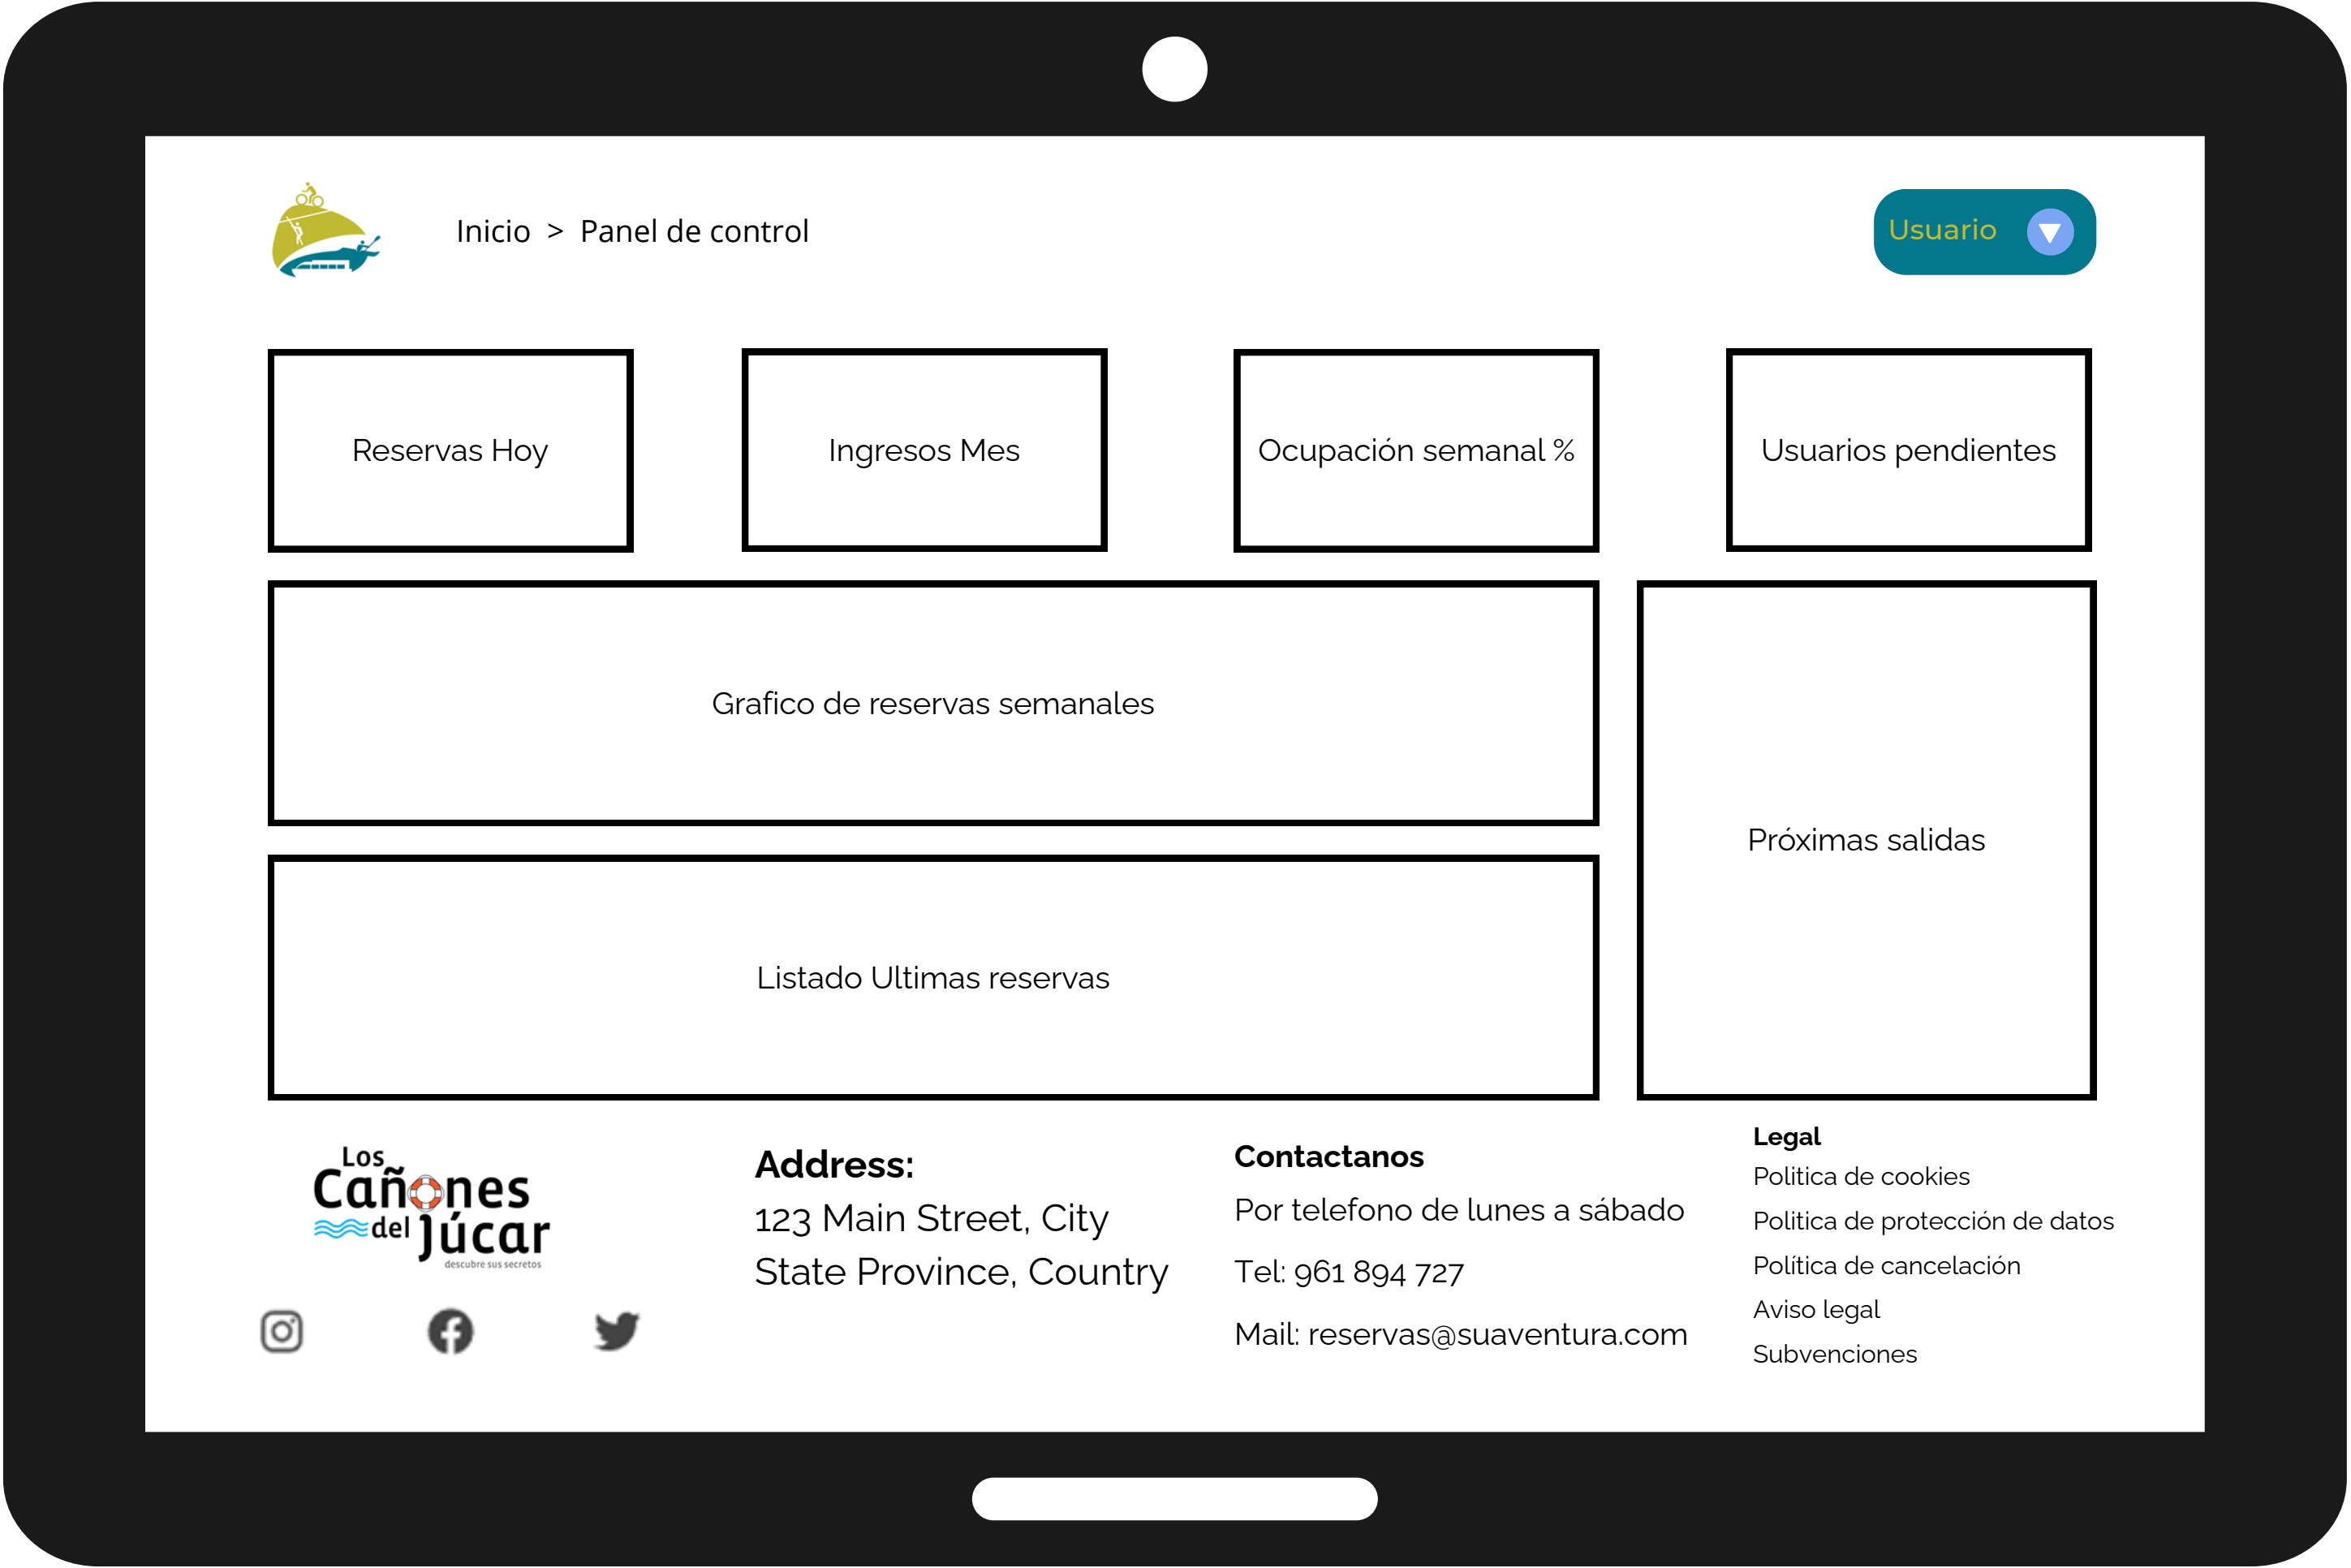 Inicio > Panel de control
Usuario
Reservas Hoy
Ingresos Mes
Ocupación semanal %
Usuarios pendientes
Grafico de reservas semanales
Próximas salidas
Listado Ultimas reservas
Los
Cañones
del Júcar
descubre sus secretos
Address:
123 Main Street, City
State Province, Country
Contactanos
Por telefono de lunes a sábado
Tel: 961 894 727
Mail: reservas@suaventura.com
Legal
Politica de cookies
Politica de protección de datos
Política de cancelación
Aviso legal
Subvenciones